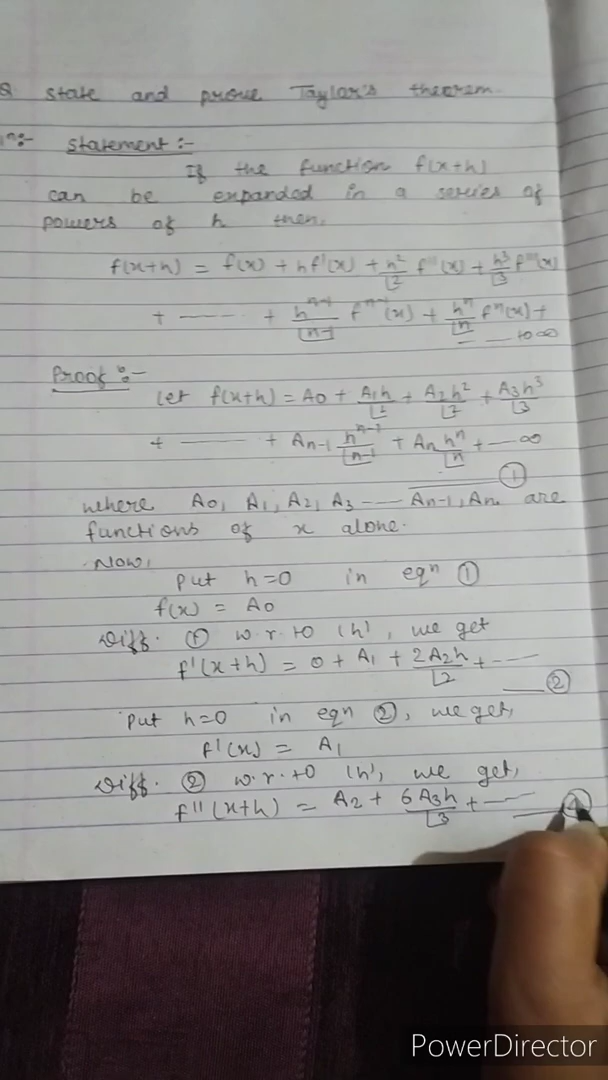 Q state and prove Taylor's theorem.
Statement :-
If the function f(x+h)
can be expanded in a series of
powers of h then,
f(x+h) = f(x) + hf'(x) + h²/⌊2 f''(x) + h³/⌊3 f'''(x)
+ ------ + hⁿ⁻¹/⌊n-1 fⁿ⁻¹(x) + hⁿ/⌊n fⁿ(x) +
-- --- to ∞
Proof :-
Let f(x+h) = A0 + A1h/⌊1 + A2h²/⌊2 + A3h³/⌊3
+ ------ + An-1 hⁿ⁻¹/⌊n-1 + An hⁿ/⌊n + --- ∞
------ ①
where A0, A1, A2, A3 ---- An-1, An are
functions of x alone.
Now,
put h=0 in eqn ①
f(x) = A0
Diff. ① w.r.to 'h', we get
f'(x+h) = 0 + A1 + 2A2h/⌊2 + ----
--- ②
put h=0 in eqn ②, we get,
f'(x) = A1
Diff. ② w.r.to 'h', we get,
f''(x+h) = A2 + 6A3h/⌊3 + ----
PowerDirector